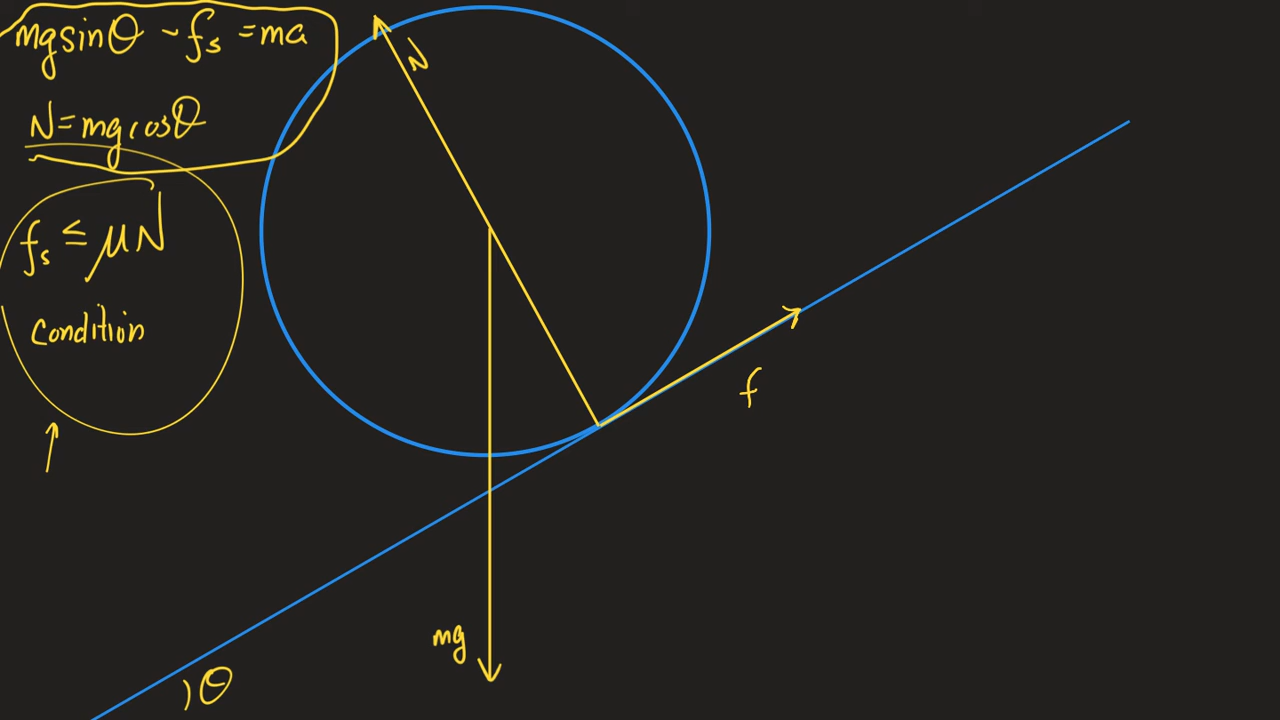 mgsinθ - fs = ma
N = mgcosθ
fs ≤ μN
Condition
N
f
mg
θ